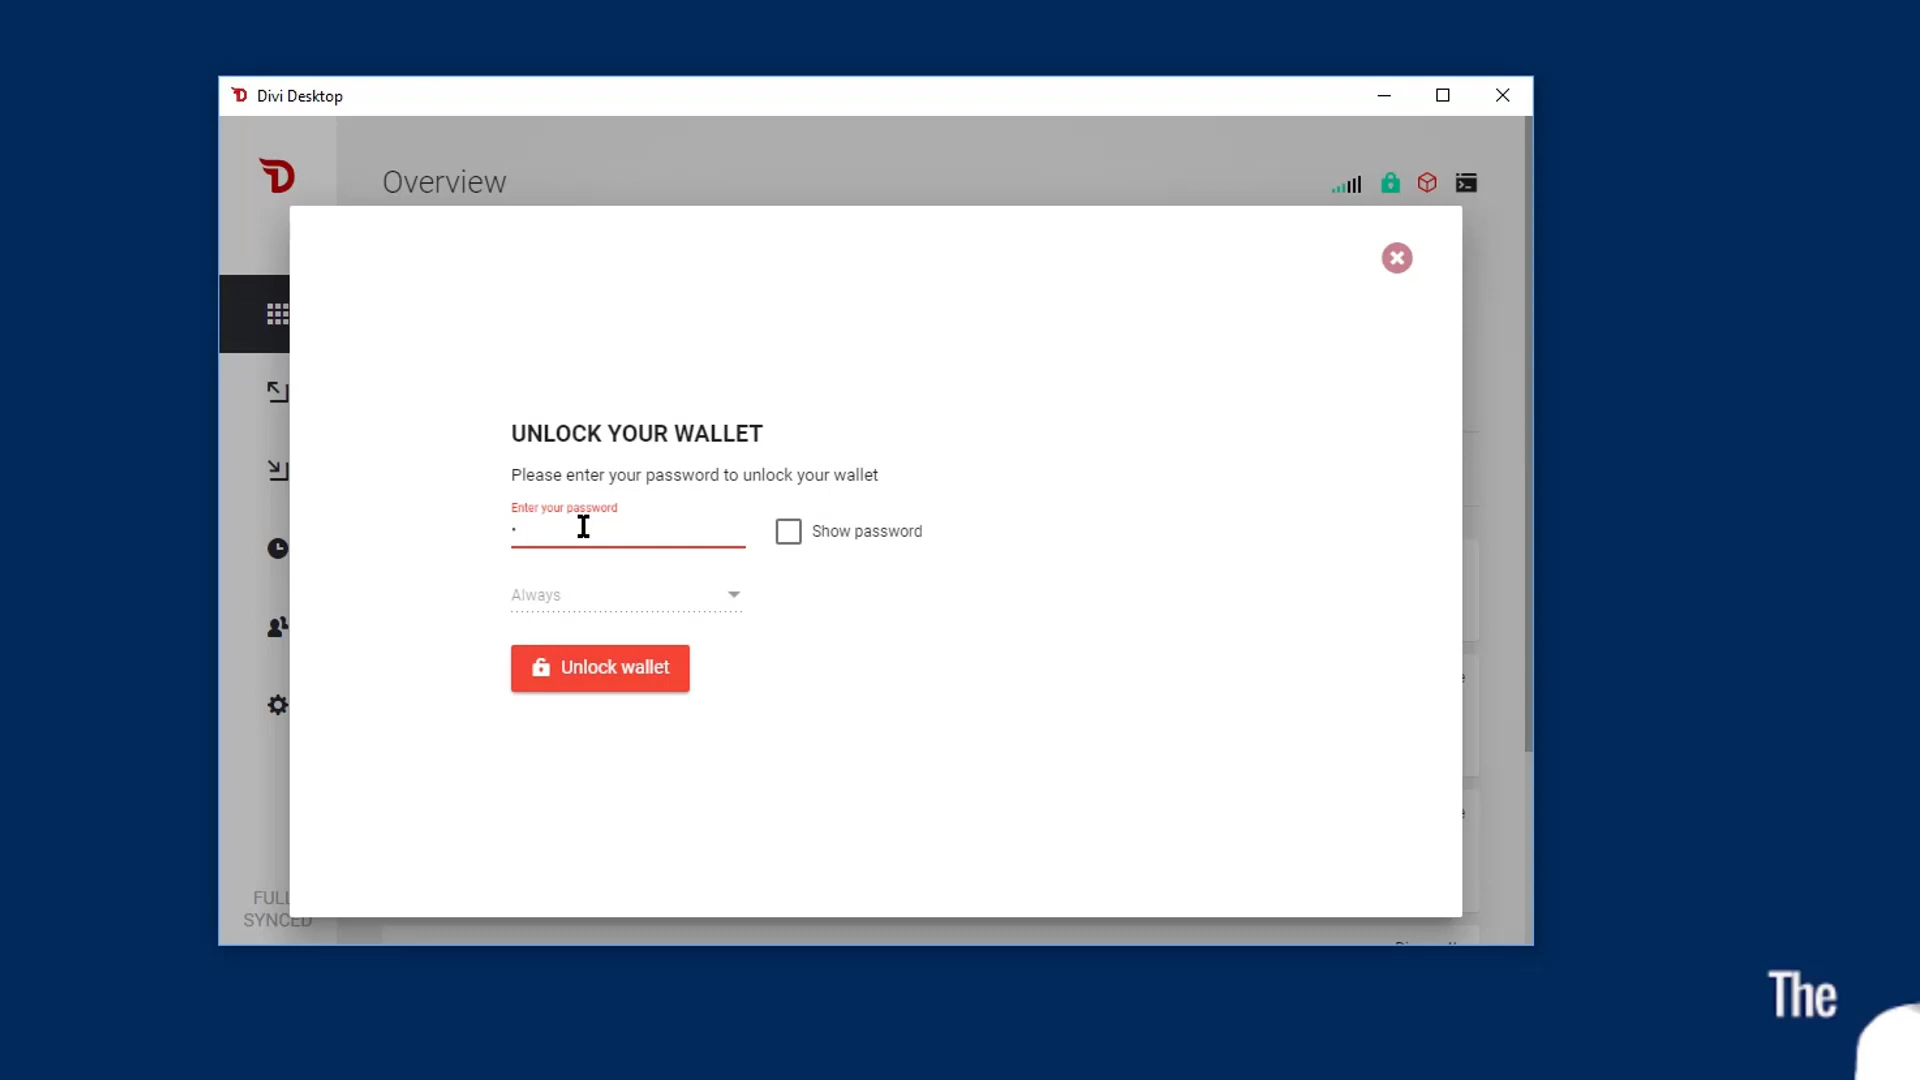 Divi Desktop
Overview
UNLOCK YOUR WALLET
Please enter your password to unlock your wallet
Enter your password
Show password
Always
Unlock wallet
FULL
SYNCED
The